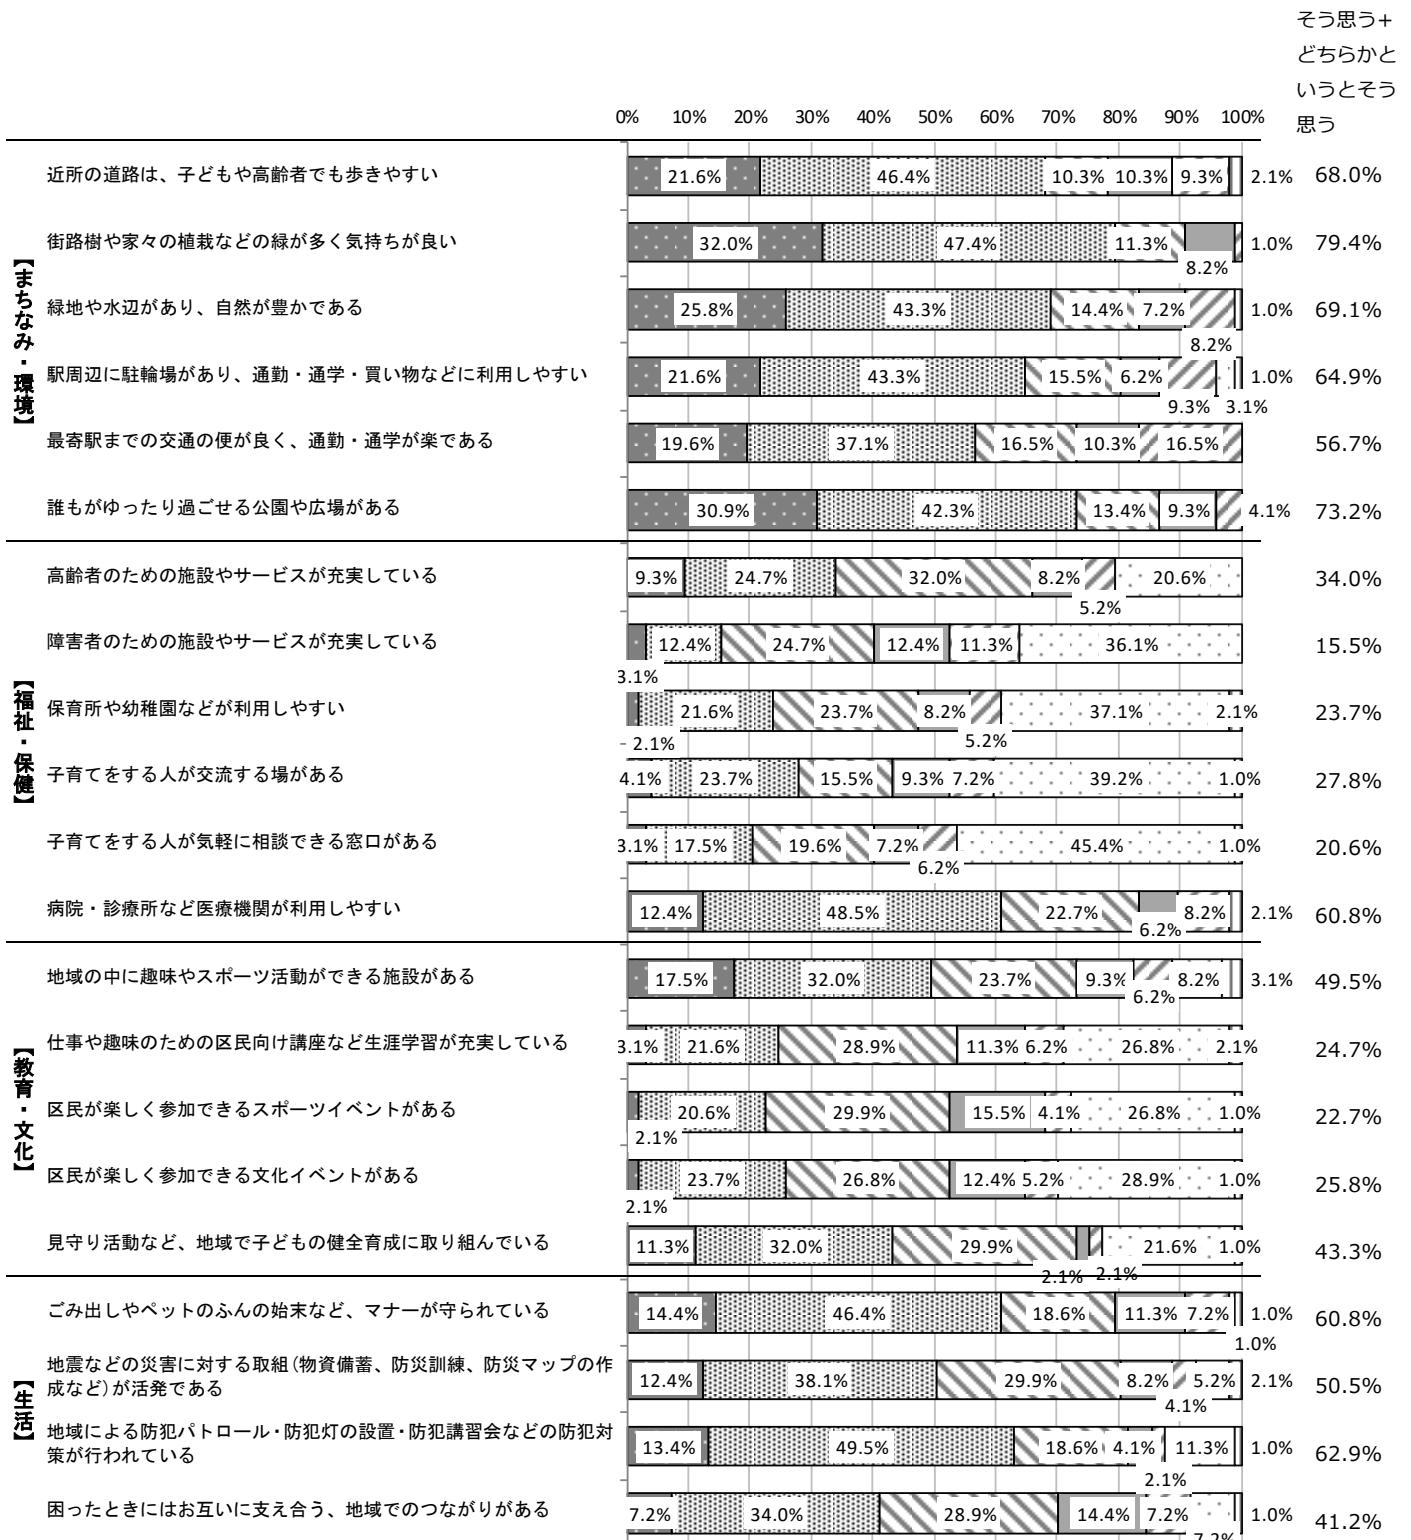 そう思う+
どちらかと
いうとそう
思う
0% 10% 20% 30% 40% 50% 60% 70% 80% 90% 100%
【まちなみ・環境】
近所の道路は、子どもや高齢者でも歩きやすい 21.6% 46.4% 10.3% 10.3% 9.3% 2.1% 68.0%
街路樹や家々の植栽などの緑が多く気持ちが良い 32.0% 47.4% 11.3% 8.2% 1.0% 79.4%
緑地や水辺があり、自然が豊かである 25.8% 43.3% 14.4% 7.2% 8.2% 1.0% 69.1%
駅周辺に駐輪場があり、通勤・通学・買い物などに利用しやすい 21.6% 43.3% 15.5% 6.2% 9.3% 3.1% 1.0% 64.9%
最寄駅までの交通の便が良く、通勤・通学が楽である 19.6% 37.1% 16.5% 10.3% 16.5% 56.7%
誰もがゆったり過ごせる公園や広場がある 30.9% 42.3% 13.4% 9.3% 4.1% 73.2%
【福祉・保健】
高齢者のための施設やサービスが充実している 9.3% 24.7% 32.0% 8.2% 5.2% 20.6% 34.0%
障害者のための施設やサービスが充実している 3.1% 12.4% 24.7% 12.4% 11.3% 36.1% 15.5%
保育所や幼稚園などが利用しやすい 2.1% 21.6% 23.7% 8.2% 5.2% 37.1% 2.1% 23.7%
子育てをする人が交流する場がある 4.1% 23.7% 15.5% 9.3% 7.2% 39.2% 1.0% 27.8%
子育てをする人が気軽に相談できる窓口がある 3.1% 17.5% 19.6% 7.2% 6.2% 45.4% 1.0% 20.6%
病院・診療所など医療機関が利用しやすい 12.4% 48.5% 22.7% 6.2% 8.2% 2.1% 60.8%
【教育・文化】
地域の中に趣味やスポーツ活動ができる施設がある 17.5% 32.0% 23.7% 9.3% 6.2% 8.2% 3.1% 49.5%
仕事や趣味のための区民向け講座など生涯学習が充実している 3.1% 21.6% 28.9% 11.3% 6.2% 26.8% 2.1% 24.7%
区民が楽しく参加できるスポーツイベントがある 2.1% 20.6% 29.9% 15.5% 4.1% 26.8% 1.0% 22.7%
区民が楽しく参加できる文化イベントがある 2.1% 23.7% 26.8% 12.4% 5.2% 28.9% 1.0% 25.8%
見守り活動など、地域で子どもの健全育成に取り組んでいる 11.3% 32.0% 29.9% 2.1% 2.1% 21.6% 1.0% 43.3%
【生活】
ごみ出しやペットのふんの始末など、マナーが守られている 14.4% 46.4% 18.6% 11.3% 7.2% 1.0% 1.0% 60.8%
地震などの災害に対する取組(物資備蓄、防災訓練、防災マップの作
成など)が活発である 12.4% 38.1% 29.9% 8.2% 4.1% 5.2% 2.1% 50.5%
地域による防犯パトロール・防犯灯の設置・防犯講習会などの防犯対
策が行われている 13.4% 49.5% 18.6% 4.1% 2.1% 11.3% 1.0% 62.9%
困ったときにはお互いに支え合う、地域でのつながりがある 7.2% 34.0% 28.9% 14.4% 7.2% 7.2% 1.0% 41.2%